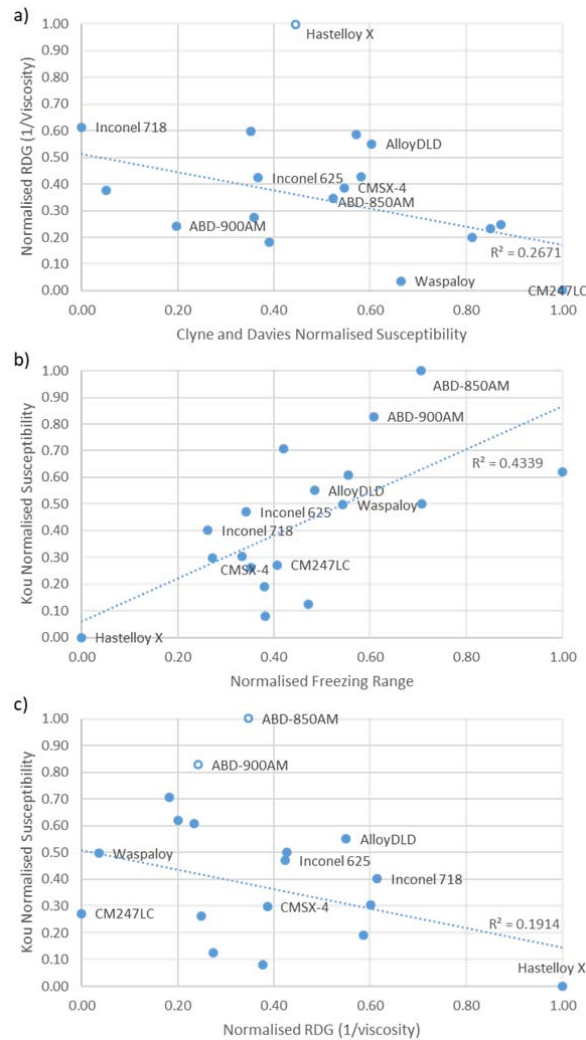 a)
1.00
Hastelloy X
0.90
0.80
0.70
0.60
Inconel 718
AlloyDLD
0.50
0.40
Inconel 625
CMSX-4
ABD-850AM
0.30
ABD-900AM
0.20
R² = 0.2671
0.10
Waspaloy
CM247LC
0.00
0.00 0.20 0.40 0.60 0.80 1.00
Normalised RDG (1/Viscosity)
Clyne and Davies Normalised Susceptibility
b)
1.00
ABD-850AM
0.90
ABD-900AM
0.80
0.70
R² = 0.4339
0.60
AlloyDLD
0.50
Waspaloy
Inconel 625
0.40
Inconel 718
0.30
CMSX-4
CM247LC
0.20
0.10
0.00
Hastelloy X
0.00 0.20 0.40 0.60 0.80 1.00
Kou Normalised Susceptibility
Normalised Freezing Range
c)
1.00
ABD-850AM
0.90
ABD-900AM
0.80
0.70
0.60
AlloyDLD
0.50
Waspaloy
Inconel 625
0.40
Inconel 718
0.30
CMSX-4
CM247LC
R² = 0.1914
0.20
0.10
Hastelloy X
0.00
0.00 0.20 0.40 0.60 0.80 1.00
Kou Normalised Susceptibility
Normalised RDG (1/viscosity)